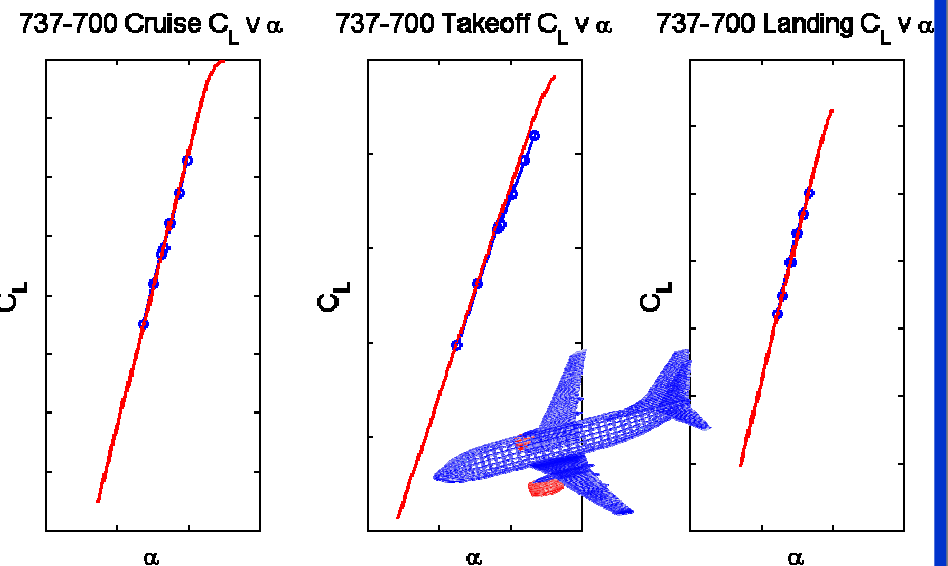 737-700 Cruise C_L v α
737-700 Takeoff C_L v α
737-700 Landing C_L v α
C_L
C_L
C_L
α
α
α